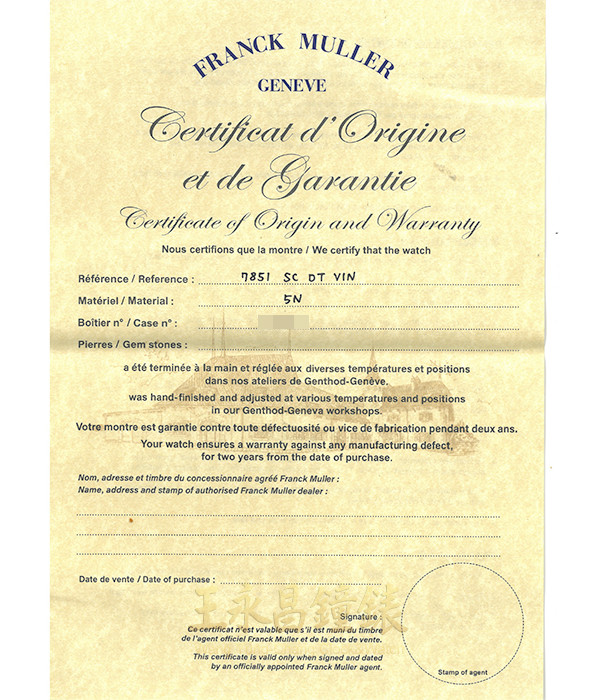 FRANCK MULLER
GENEVE
Certificat d'Origine
et de Garantie
Certificate of Origin and Warranty
Nous certifions que la montre / We certify that the watch
Référence / Reference : 7851 SC DT VIN
Matériel / Material : 5N
Boîtier n° / Case n° :
Pierres / Gem stones :
a été terminée à la main et réglée aux diverses températures et positions
dans nos ateliers de Genthod-Genève.
was hand-finished and adjusted at various temperatures and positions
in our Genthod-Geneva workshops.
Votre montre est garantie contre toute défectuosité ou vice de fabrication pendant deux ans.
Your watch ensures a warranty against any manufacturing defect,
for two years from the date of purchase.
Nom, adresse et timbre du concessionnaire agréé Franck Muller :
Name, address and stamp of authorised Franck Muller dealer :
Date de vente / Date of purchase :
王永昌鐘錶
Signature :
Ce certificat n'est valable que s'il est muni du timbre
de l'agent officiel Franck Muller et de la date de vente.
This certificate is valid only when signed and dated
by an officially appointed Franck Muller agent.
Stamp of agent